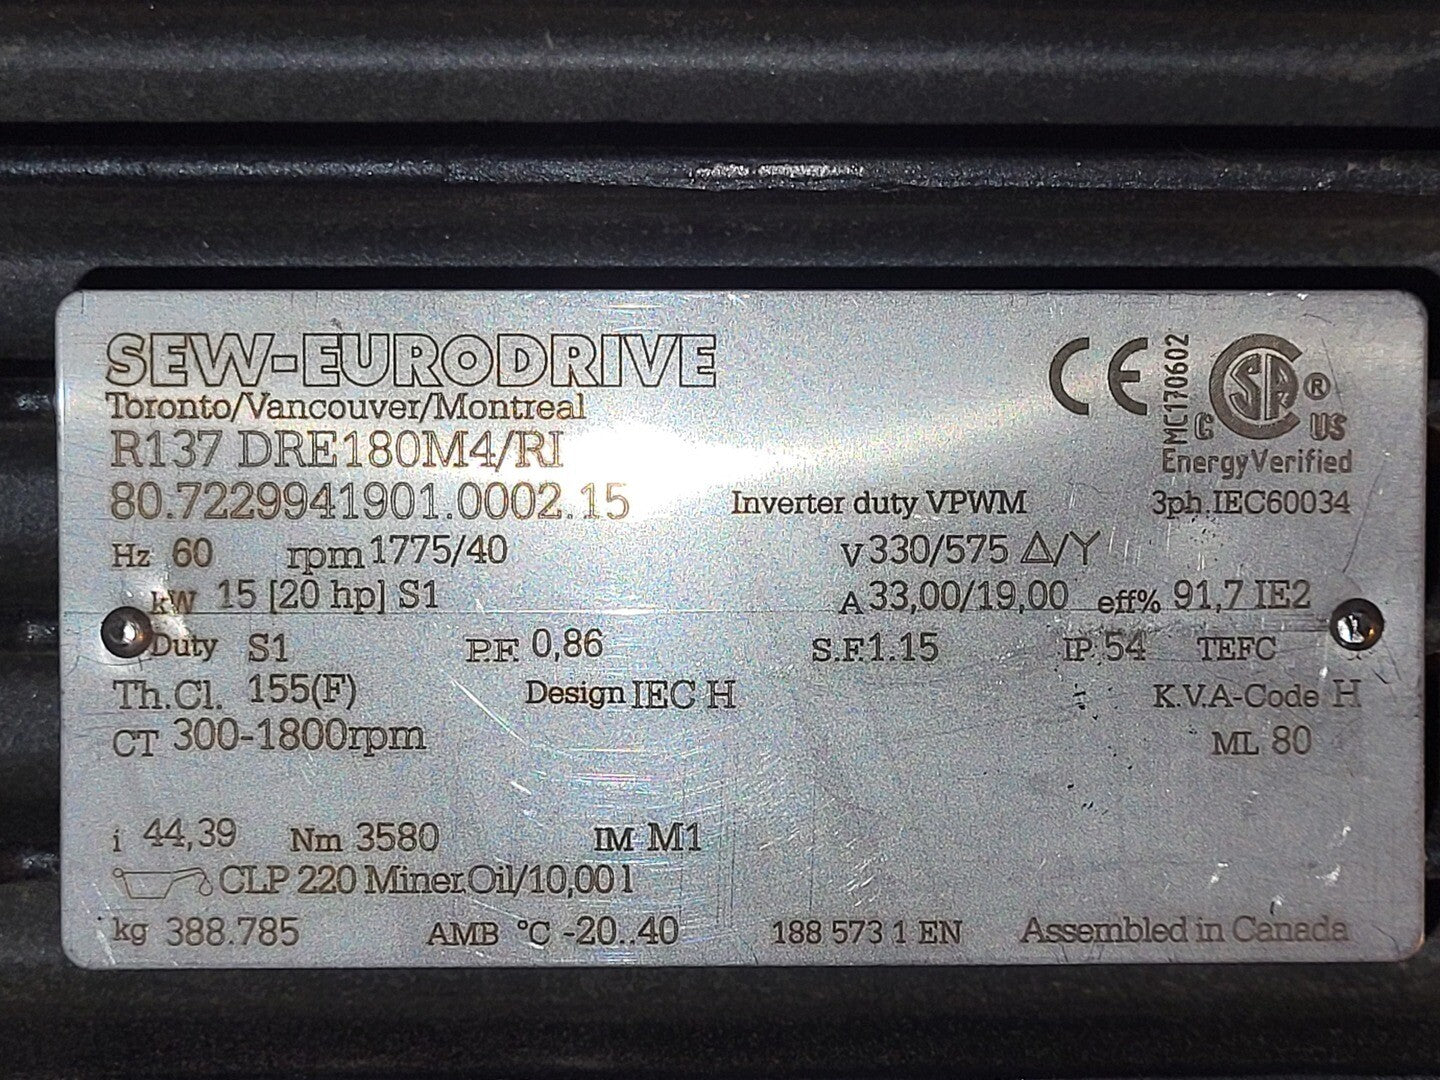 SEW-EURODRIVE
Toronto/Vancouver/Montreal
R137 DRE180M4/RI
80.7229941901.0002.15
Inverter duty VPWM
CE
MC170602
C SA ® US
Energy Verified
3ph.IEC60034
Hz 60 rpm 1775/40 V 330/575 Δ/Y
kW 15 [20 hp] S1 A 33,00/19,00 eff% 91,7 IE2
Duty S1 P.F. 0,86 S.F. 1.15 IP 54 TEFC
Th.Cl. 155(F) Design IEC H K.V.A-Code H
CT 300-1800rpm ML 80
i 44,39 Nm 3580 IM M1
CLP 220 Miner.Oil/10,00 l
kg 388.785 AMB °C -20..40 188 573 1 EN Assembled in Canada